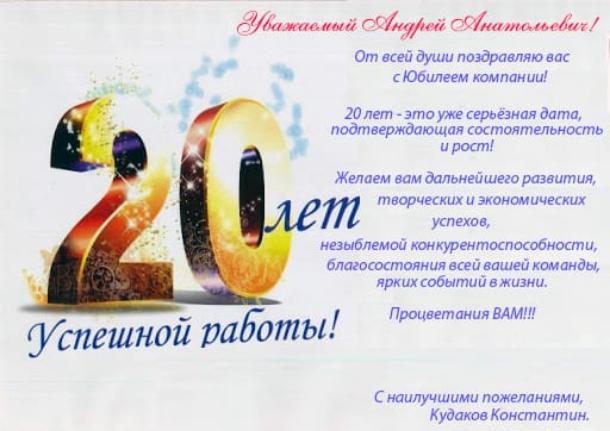 Уважаемый Андрей Анатольевич!
От всей души поздравляю вас
с Юбилеем компании!
20 лет - это уже серьёзная дата,
подтверждающая состоятельность
и рост!
Желаем вам дальнейшего развития,
творческих и экономических
успехов,
незыблемой конкурентоспособности,
благосостояния всей вашей команды,
ярких событий в жизни.
Процветания ВАМ!!!
С наилучшими пожеланиями,
Кудаков Константин.
20 лет
Успешной работы!